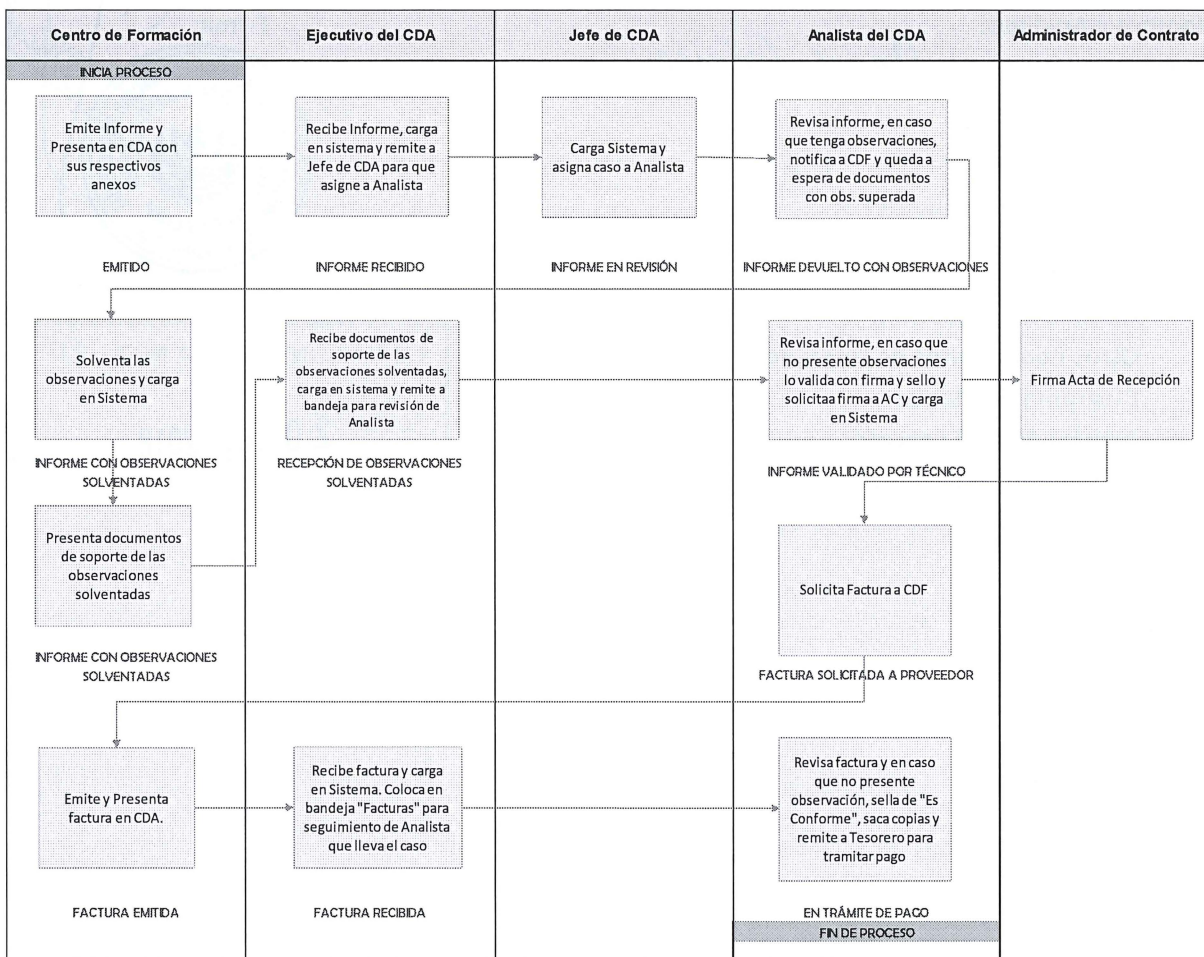 Centro de Formación
Ejecutivo del CDA
Jefe de CDA
Analista del CDA
Administrador de Contrato
INICIA PROCESO
Emite Informe y
Presenta en CDA con
sus respectivos
anexos
Recibe Informe, carga
en sistema y remite a
Jefe de CDA para que
asigne a Analista
Carga Sistema y
asigna caso a Analista
Revisa informe, en caso
que tenga observaciones,
notifica a CDF y queda a
espera de documentos
con obs. superada
EMITIDO
INFORME RECIBIDO
INFORME EN REVISIÓN
INFORME DEVUELTO CON OBSERVACIONES
Solventa las
observaciones y carga
en Sistema
Recibe documentos de
soporte de las
observaciones solventadas,
carga en sistema y remite a
bandeja para revisión de
Analista
Revisa informe, en caso que
no presente observaciones
lo valida con firma y sello y
solicitaa firma a AC y carga
en Sistema
Firma Acta de Recepción
INFORME CON OBSERVACIONES
SOLVENTADAS
RECEPCIÓN DE OBSERVACIONES
SOLVENTADAS
INFORME VALIDADO POR TÉCNICO
Presenta documentos
de soporte de las
observaciones
solventadas
Solicita Factura a CDF
INFORME CON OBSERVACIONES
SOLVENTADAS
FACTURA SOLICITADA A PROVEEDOR
Emite y Presenta
factura en CDA.
Recibe factura y carga
en Sistema. Coloca en
bandeja "Facturas" para
seguimiento de Analista
que lleva el caso
Revisa factura y en caso
que no presente
observación, sella de "Es
Conforme", saca copias y
remite a Tesorero para
tramitar pago
FACTURA EMITIDA
FACTURA RECIBIDA
EN TRÁMITE DE PAGO
FIN DE PROCESO